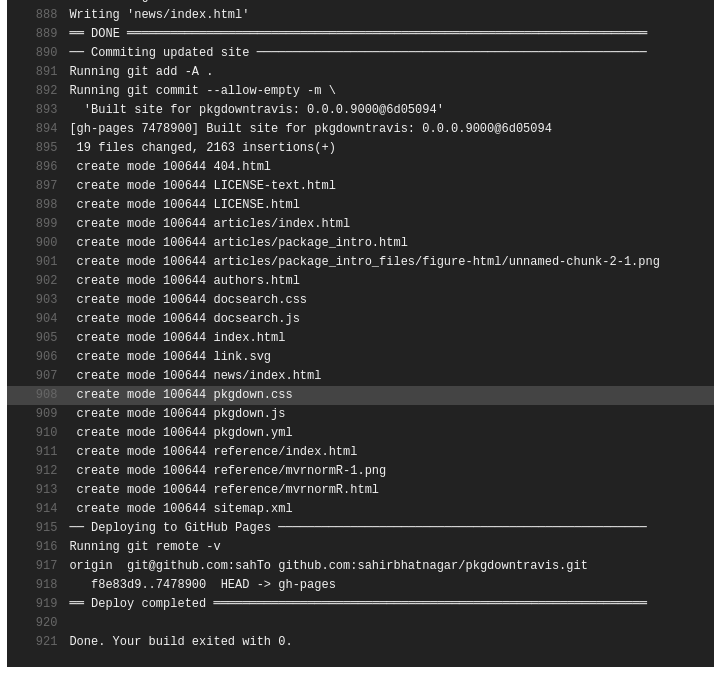 888 Writing 'news/index.html'
889 ══ DONE ════════════════════════════════════════════════════════════════════════
890 ── Commiting updated site ──────────────────────────────────────────────────────
891 Running git add -A .
892 Running git commit --allow-empty -m \
893   'Built site for pkgdowntravis: 0.0.0.9000@6d05094'
894 [gh-pages 7478900] Built site for pkgdowntravis: 0.0.0.9000@6d05094
895  19 files changed, 2163 insertions(+)
896  create mode 100644 404.html
897  create mode 100644 LICENSE-text.html
898  create mode 100644 LICENSE.html
899  create mode 100644 articles/index.html
900  create mode 100644 articles/package_intro.html
901  create mode 100644 articles/package_intro_files/figure-html/unnamed-chunk-2-1.png
902  create mode 100644 authors.html
903  create mode 100644 docsearch.css
904  create mode 100644 docsearch.js
905  create mode 100644 index.html
906  create mode 100644 link.svg
907  create mode 100644 news/index.html
908  create mode 100644 pkgdown.css
909  create mode 100644 pkgdown.js
910  create mode 100644 pkgdown.yml
911  create mode 100644 reference/index.html
912  create mode 100644 reference/mvrnormR-1.png
913  create mode 100644 reference/mvrnormR.html
914  create mode 100644 sitemap.xml
915 ── Deploying to GitHub Pages ───────────────────────────────────────────────────
916 Running git remote -v
917 origin  git@github.com:sahTo github.com:sahirbhatnagar/pkgdowntravis.git
918    f8e83d9..7478900  HEAD -> gh-pages
919 ══ Deploy completed ════════════════════════════════════════════════════════════
920
921 Done. Your build exited with 0.